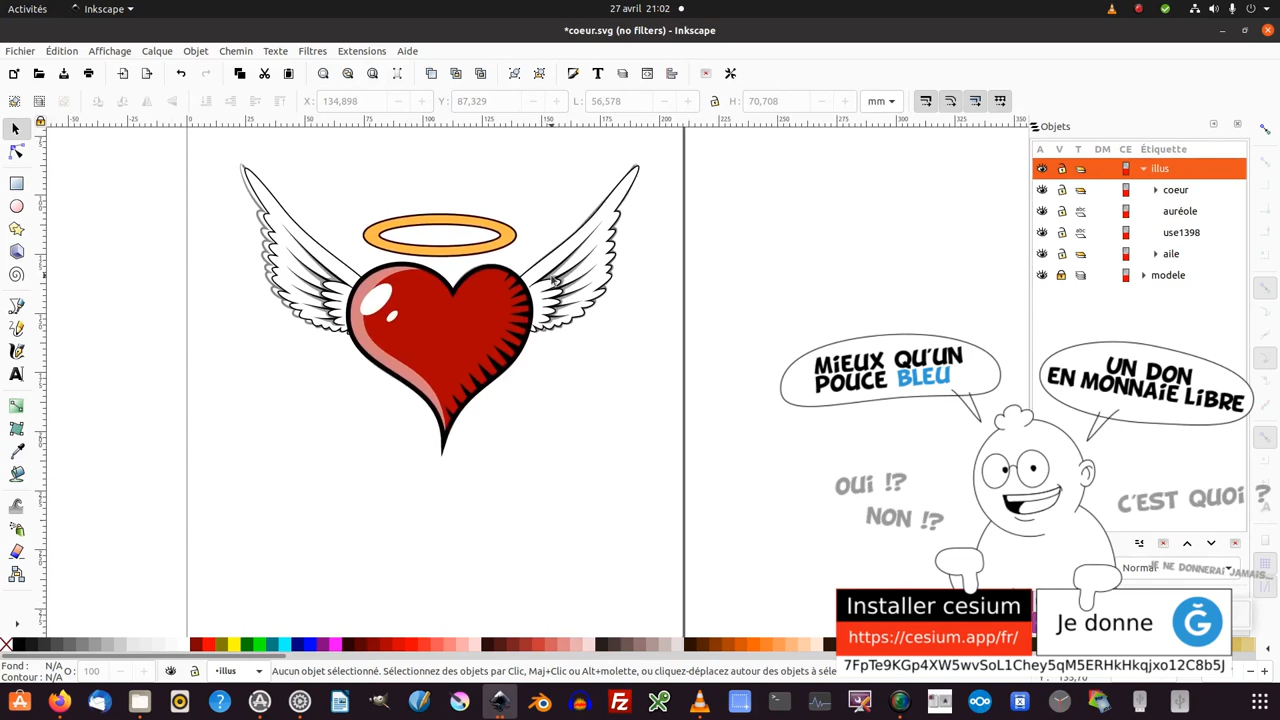 Activités
Inkscape
27 avril 21:02
*coeur.svg (no filters) - Inkscape
Fichier Édition Affichage Calque Objet Chemin Texte Filtres Extensions Aide
X: 134,898 Y: 87,329 L: 56,578 H: 70,708 mm
Objets
A V T DM CE Étiquette
illus
coeur
auréole
use1398
aile
modele
MIEUX QU'UN
POUCE BLEU
UN DON
EN MONNAIE LIBRE
OUI !?
NON !?
C'EST QUOI ?
Normal
JE NE DONNERAI JAMAIS...
Installer cesium
https://cesium.app/fr/
Je donne
7FpTe9KGp4XW5wvSoL1Chey5qM5ERHkHkqjxo12C8b5J
Fond : N/A
Contour : N/A
O: 100
•illus
Aucun objet sélectionné. Sélectionnez des objets par Clic, Maj+Clic ou Alt+molette, ou cliquez-déplacez autour des objets à séle